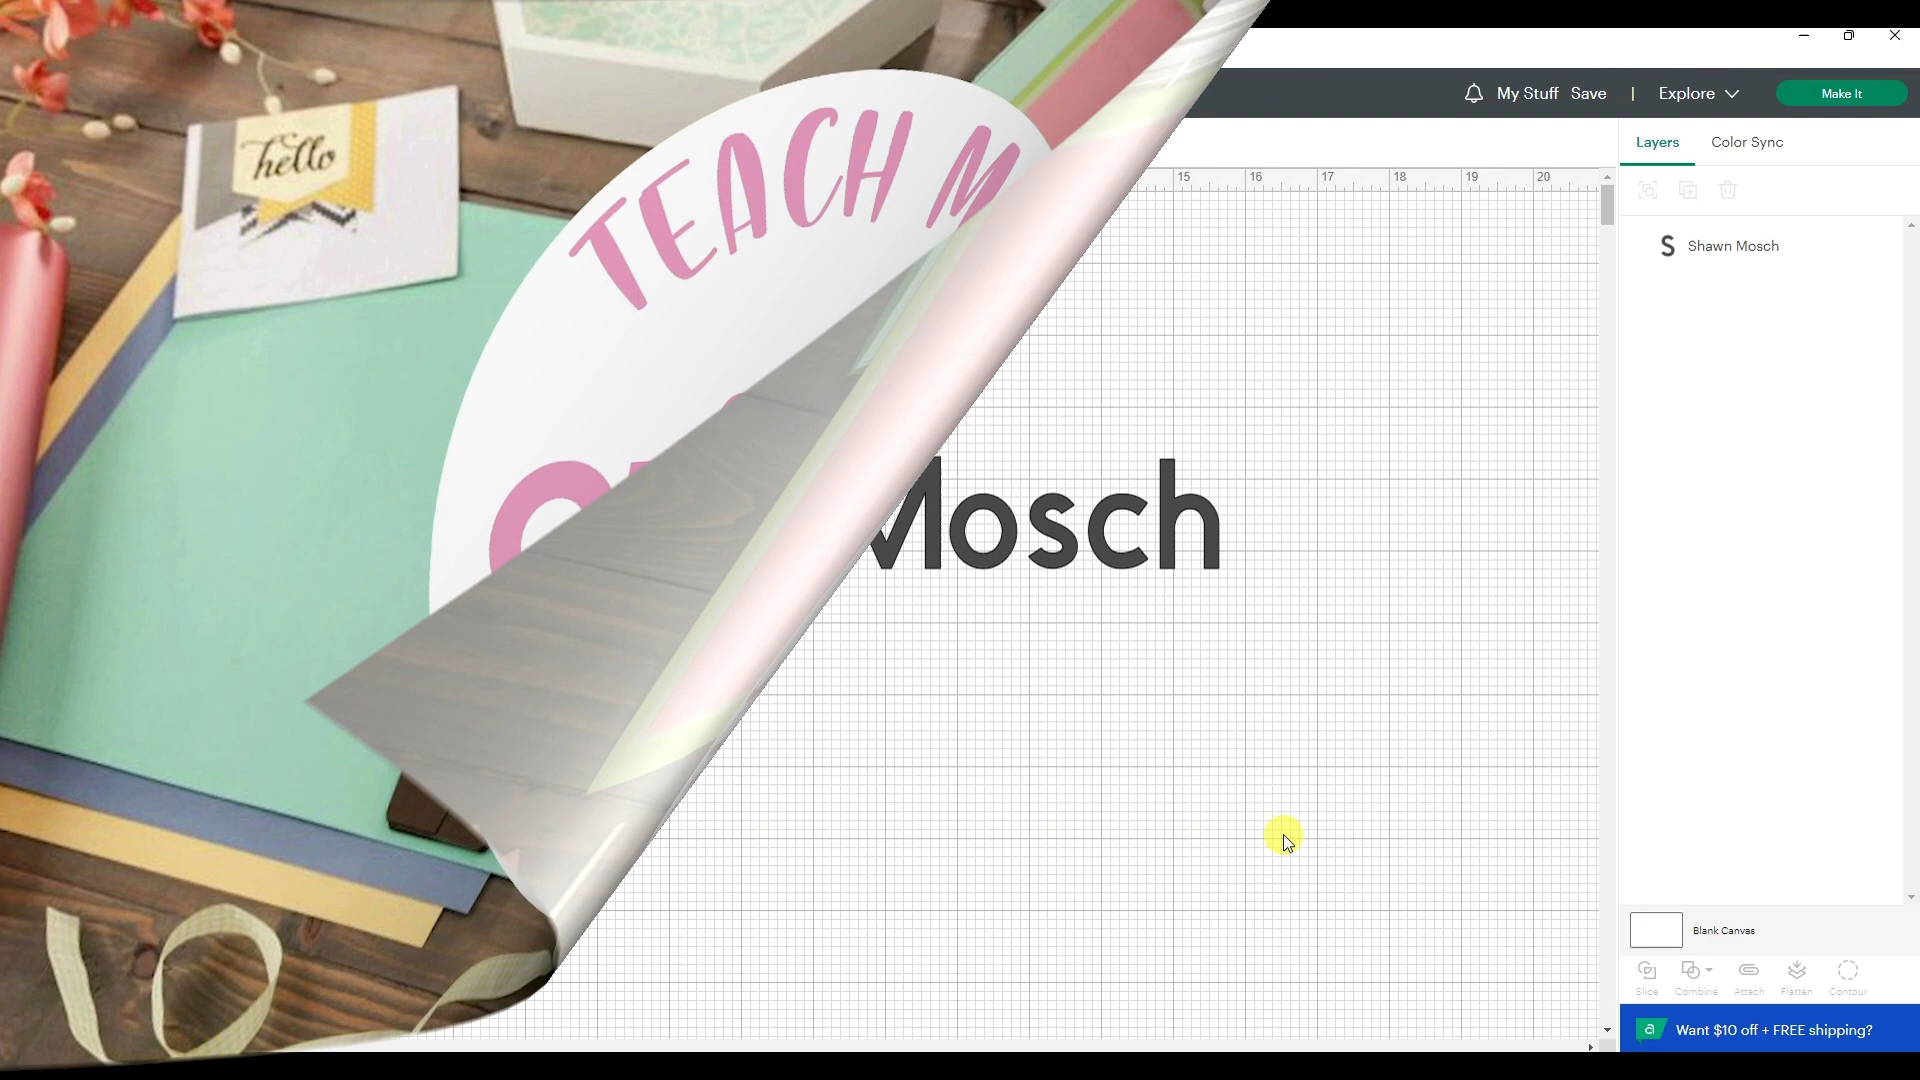 hello
TEACH M
My Stuff Save | Explore Make It
Layers Color Sync
15 16 17 18 19 20
S Shawn Mosch
Mosch
Blank Canvas
Slice Combine Attach Flatten Contour
a Want $10 off + FREE shipping?